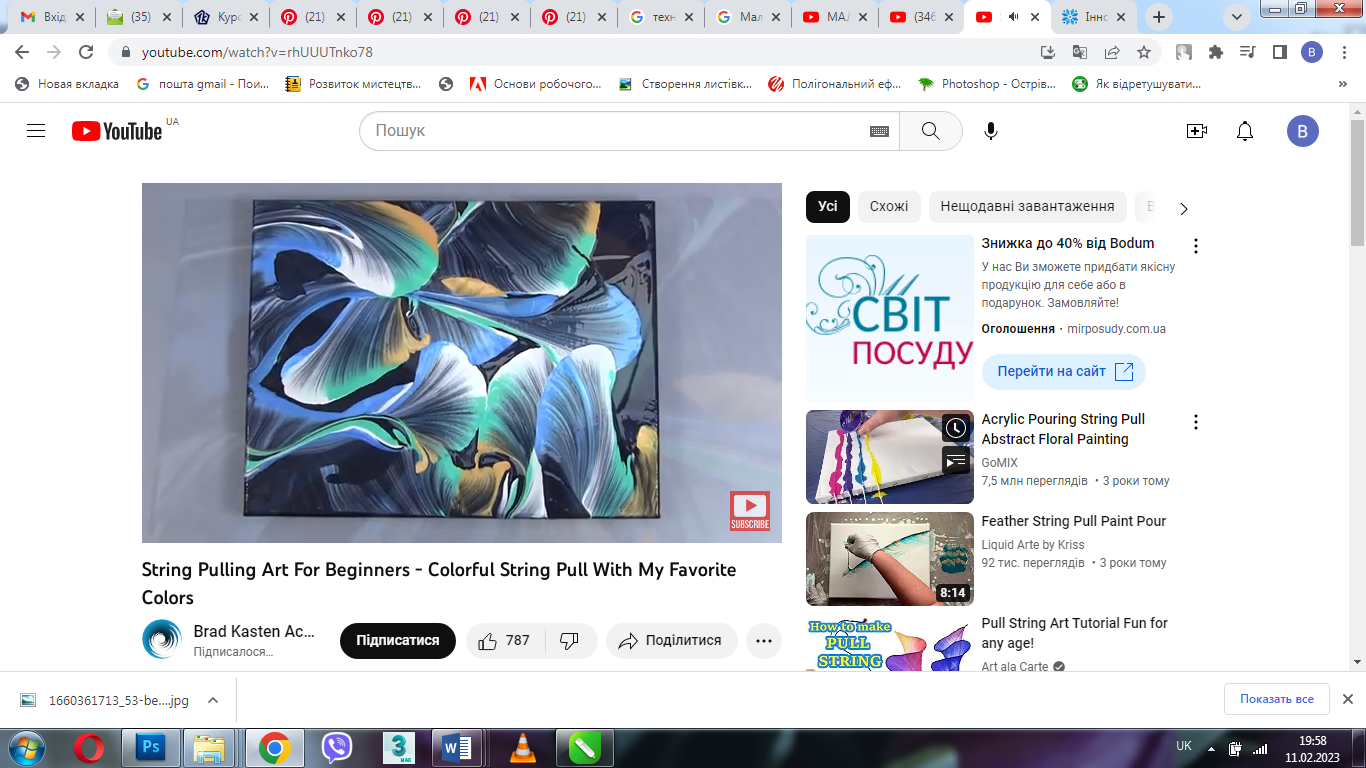 Вхід
(35)
Курс
(21)
(21)
(21)
(21)
техн
Мал
МАЛ
(346
Інно
youtube.com/watch?v=rhUUUTnko78
B
Новая вкладка
пошта gmail - Пои...
Розвиток мистецтв...
Основи робочого...
Створення листівк...
Полігональный еф...
Photoshop - Острів...
Як відретушувати...
YouTube UA
Пошук
B
SUBSCRIBE
String Pulling Art For Beginners - Colorful String Pull With My Favorite
Colors
Brad Kasten Ac...
Підписалося...
Підписатися
787
Поділитися
Усі
Схожі
Нещодавні завантаження
СВІТ
ПОСУДУ
Знижка до 40% від Bodum
У нас Ви зможете придбати якісну
продукцію для себе або в
подарунок. Замовляйте!
Оголошення · mirposudy.com.ua
Перейти на сайт
Acrylic Pouring String Pull
Abstract Floral Painting
GoMIX
7,5 млн переглядів • 3 роки тому
8:14
Feather String Pull Paint Pour
Liquid Arte by Kriss
92 тис. переглядів • 3 роки тому
How to make
PULL
STRING
Pull String Art Tutorial Fun for
any age!
Art ala Carte
1660361713_53-be....jpg
Показать все
Ps
3
MAX
W
UK
19:58
11.02.2023